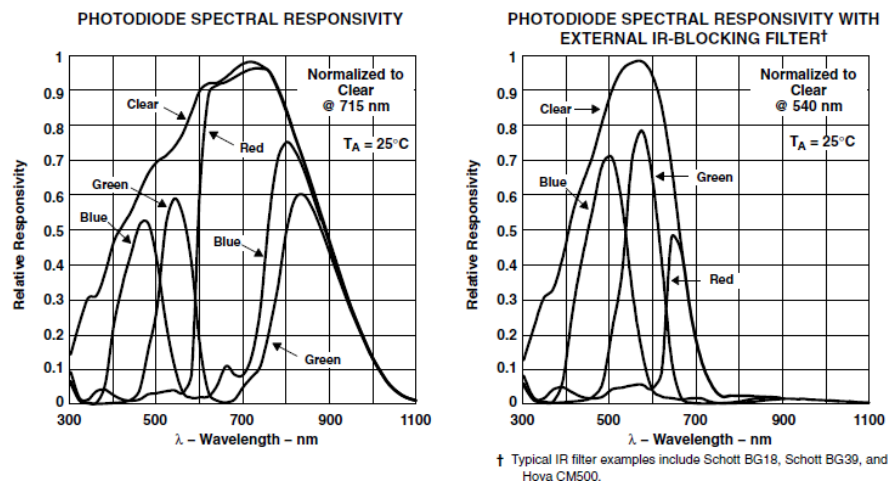 PHOTODIODE SPECTRAL RESPONSIVITY
1
0.9
0.8
0.7
0.6
0.5
0.4
0.3
0.2
0.1
0
Relative Responsivity
Normalized to
Clear
@ 715 nm
TA = 25°C
Clear
Red
Green
Blue
Blue
Green
300 500 700 900 1100
λ – Wavelength – nm
PHOTODIODE SPECTRAL RESPONSIVITY WITH
EXTERNAL IR-BLOCKING FILTER†
1
0.9
0.8
0.7
0.6
0.5
0.4
0.3
0.2
0.1
0
Relative Responsivity
Normalized to
Clear
@ 540 nm
TA = 25°C
Clear
Green
Blue
Red
300 500 700 900 1100
λ – Wavelength – nm
† Typical IR filter examples include Schott BG18, Schott BG39, and
Hoya CM500.